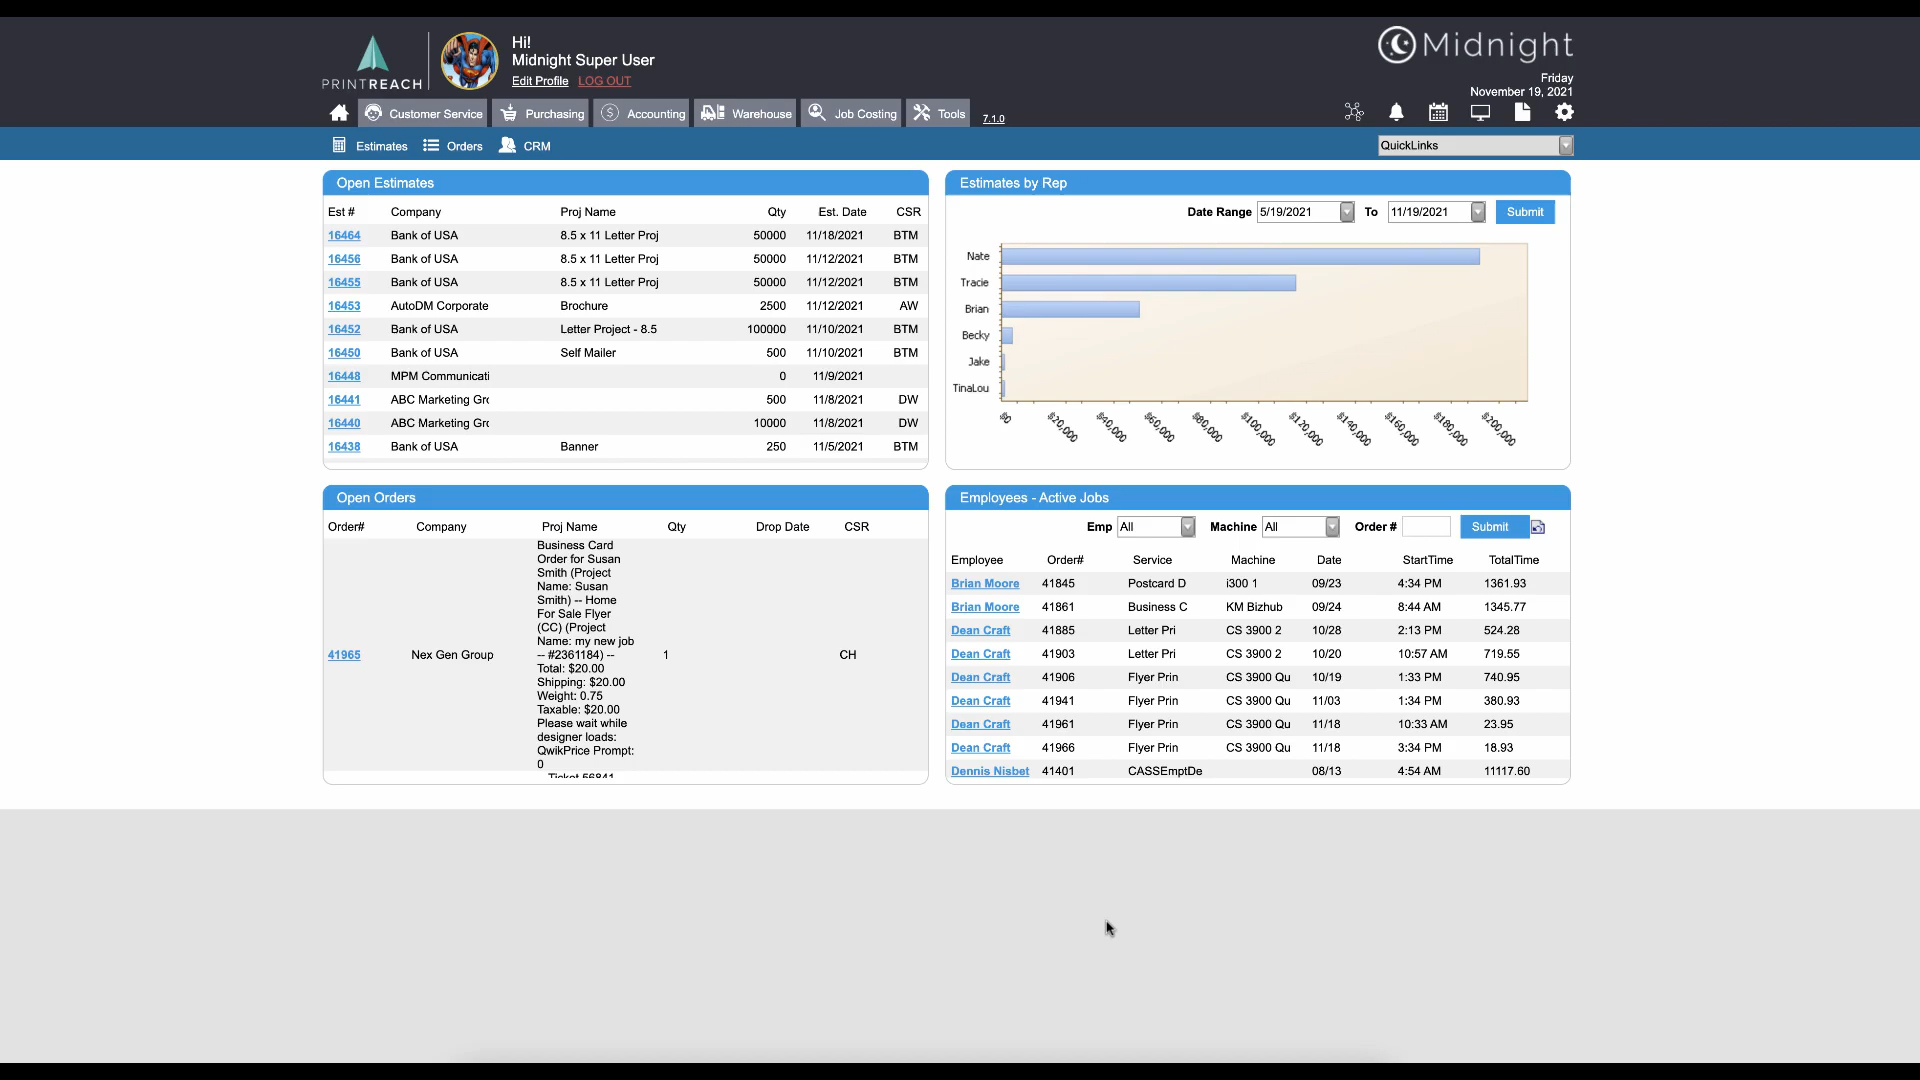 PRINTREACH
Hi!
Midnight Super User
Edit Profile LOG OUT
Midnight
Friday
November 19, 2021
Customer Service Purchasing Accounting Warehouse Job Costing Tools 7.1.0
Estimates Orders CRM
QuickLinks
Open Estimates
Est # Company Proj Name Qty Est. Date CSR
16464 Bank of USA 8.5 x 11 Letter Proj 50000 11/18/2021 BTM
16456 Bank of USA 8.5 x 11 Letter Proj 50000 11/12/2021 BTM
16455 Bank of USA 8.5 x 11 Letter Proj 50000 11/12/2021 BTM
16453 AutoDM Corporate Brochure 2500 11/12/2021 AW
16452 Bank of USA Letter Project - 8.5 100000 11/10/2021 BTM
16450 Bank of USA Self Mailer 500 11/10/2021 BTM
16448 MPM Communicati 0 11/9/2021
16441 ABC Marketing Grc 500 11/8/2021 DW
16440 ABC Marketing Grc 10000 11/8/2021 DW
16438 Bank of USA Banner 250 11/5/2021 BTM
Estimates by Rep
Date Range 5/19/2021 To 11/19/2021 Submit
Nate
Tracie
Brian
Becky
Jake
TinaLou
$0 $20,000 $40,000 $60,000 $80,000 $100,000 $120,000 $140,000 $160,000 $180,000 $200,000
Open Orders
Order# Company Proj Name Qty Drop Date CSR
Business Card
Order for Susan
Smith (Project
Name: Susan
Smith) -- Home
For Sale Flyer
(CC) (Project
Name: my new job
41965 Nex Gen Group -- #2361184) -- 1 CH
Total: $20.00
Shipping: $20.00
Weight: 0.75
Taxable: $20.00
Please wait while
designer loads:
QwikPrice Prompt:
0
Ticket 56841
Employees - Active Jobs
Emp All Machine All Order # Submit
Employee Order# Service Machine Date StartTime TotalTime
Brian Moore 41845 Postcard D i300 1 09/23 4:34 PM 1361.93
Brian Moore 41861 Business C KM Bizhub 09/24 8:44 AM 1345.77
Dean Craft 41885 Letter Pri CS 3900 2 10/28 2:13 PM 524.28
Dean Craft 41903 Letter Pri CS 3900 2 10/20 10:57 AM 719.55
Dean Craft 41906 Flyer Prin CS 3900 Qu 10/19 1:33 PM 740.95
Dean Craft 41941 Flyer Prin CS 3900 Qu 11/03 1:34 PM 380.93
Dean Craft 41961 Flyer Prin CS 3900 Qu 11/18 10:33 AM 23.95
Dean Craft 41966 Flyer Prin CS 3900 Qu 11/18 3:34 PM 18.93
Dennis Nisbet 41401 CASSEmptDe 08/13 4:54 AM 11117.60